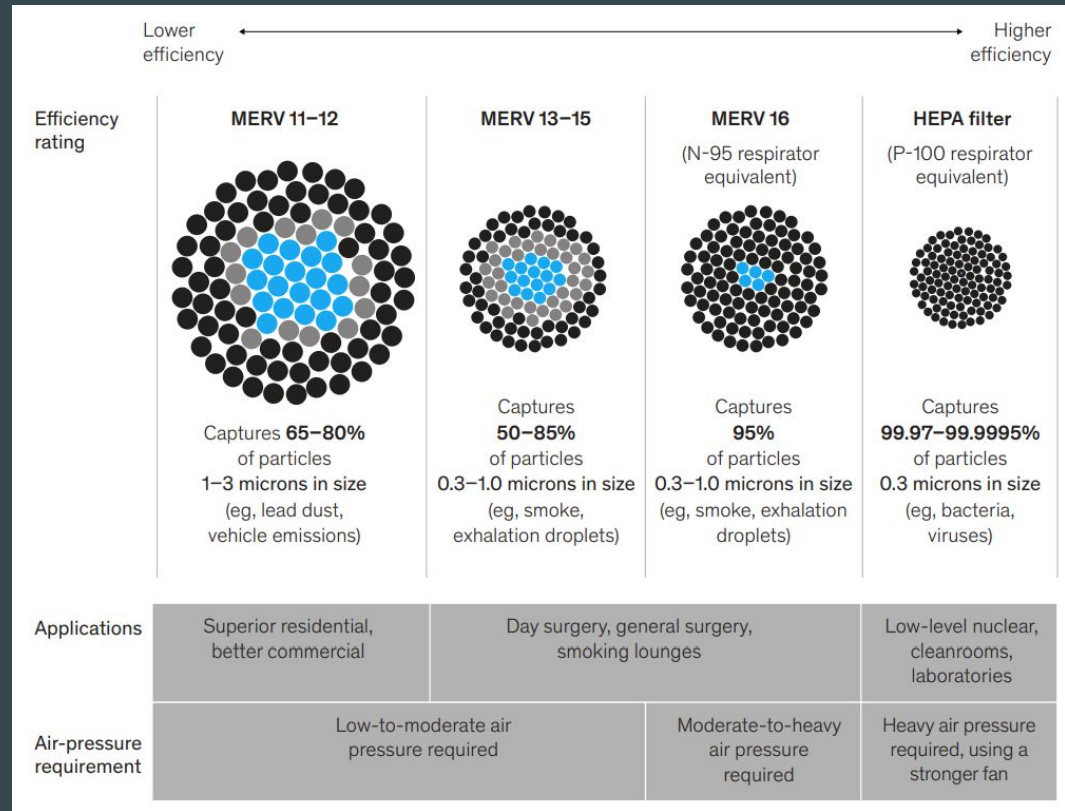 Lower
efficiency
Higher
efficiency
Efficiency
rating
MERV 11–12
Captures 65–80%
of particles
1–3 microns in size
(eg, lead dust,
vehicle emissions)
MERV 13–15
Captures
50–85%
of particles
0.3–1.0 microns in size
(eg, smoke,
exhalation droplets)
MERV 16
(N-95 respirator
equivalent)
Captures
95%
of particles
0.3–1.0 microns in size
(eg, smoke, exhalation
droplets)
HEPA filter
(P-100 respirator
equivalent)
Captures
99.97–99.9995%
of particles
0.3 microns in size
(eg, bacteria,
viruses)
Applications
Superior residential,
better commercial
Day surgery, general surgery,
smoking lounges
Low-level nuclear,
cleanrooms,
laboratories
Air-pressure
requirement
Low-to-moderate air
pressure required
Moderate-to-heavy
air pressure
required
Heavy air pressure
required, using a
stronger fan